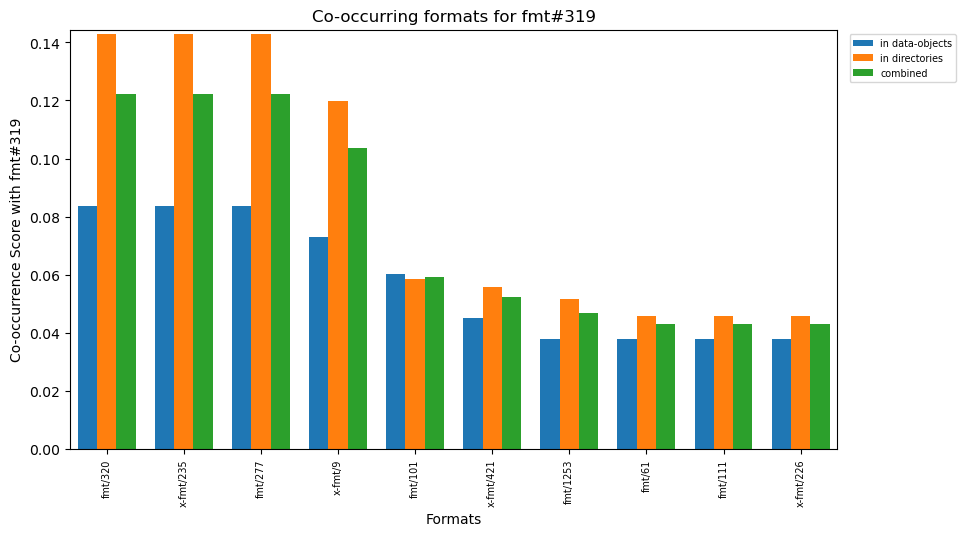 Co-occurring formats for fmt#319
in data-objects
in directories
combined
Co-occurrence Score with fmt#319
0.14
0.12
0.10
0.08
0.06
0.04
0.02
0.00
fmt/320
x-fmt/235
fmt/277
x-fmt/9
fmt/101
x-fmt/421
fmt/1253
fmt/61
fmt/111
x-fmt/226
Formats